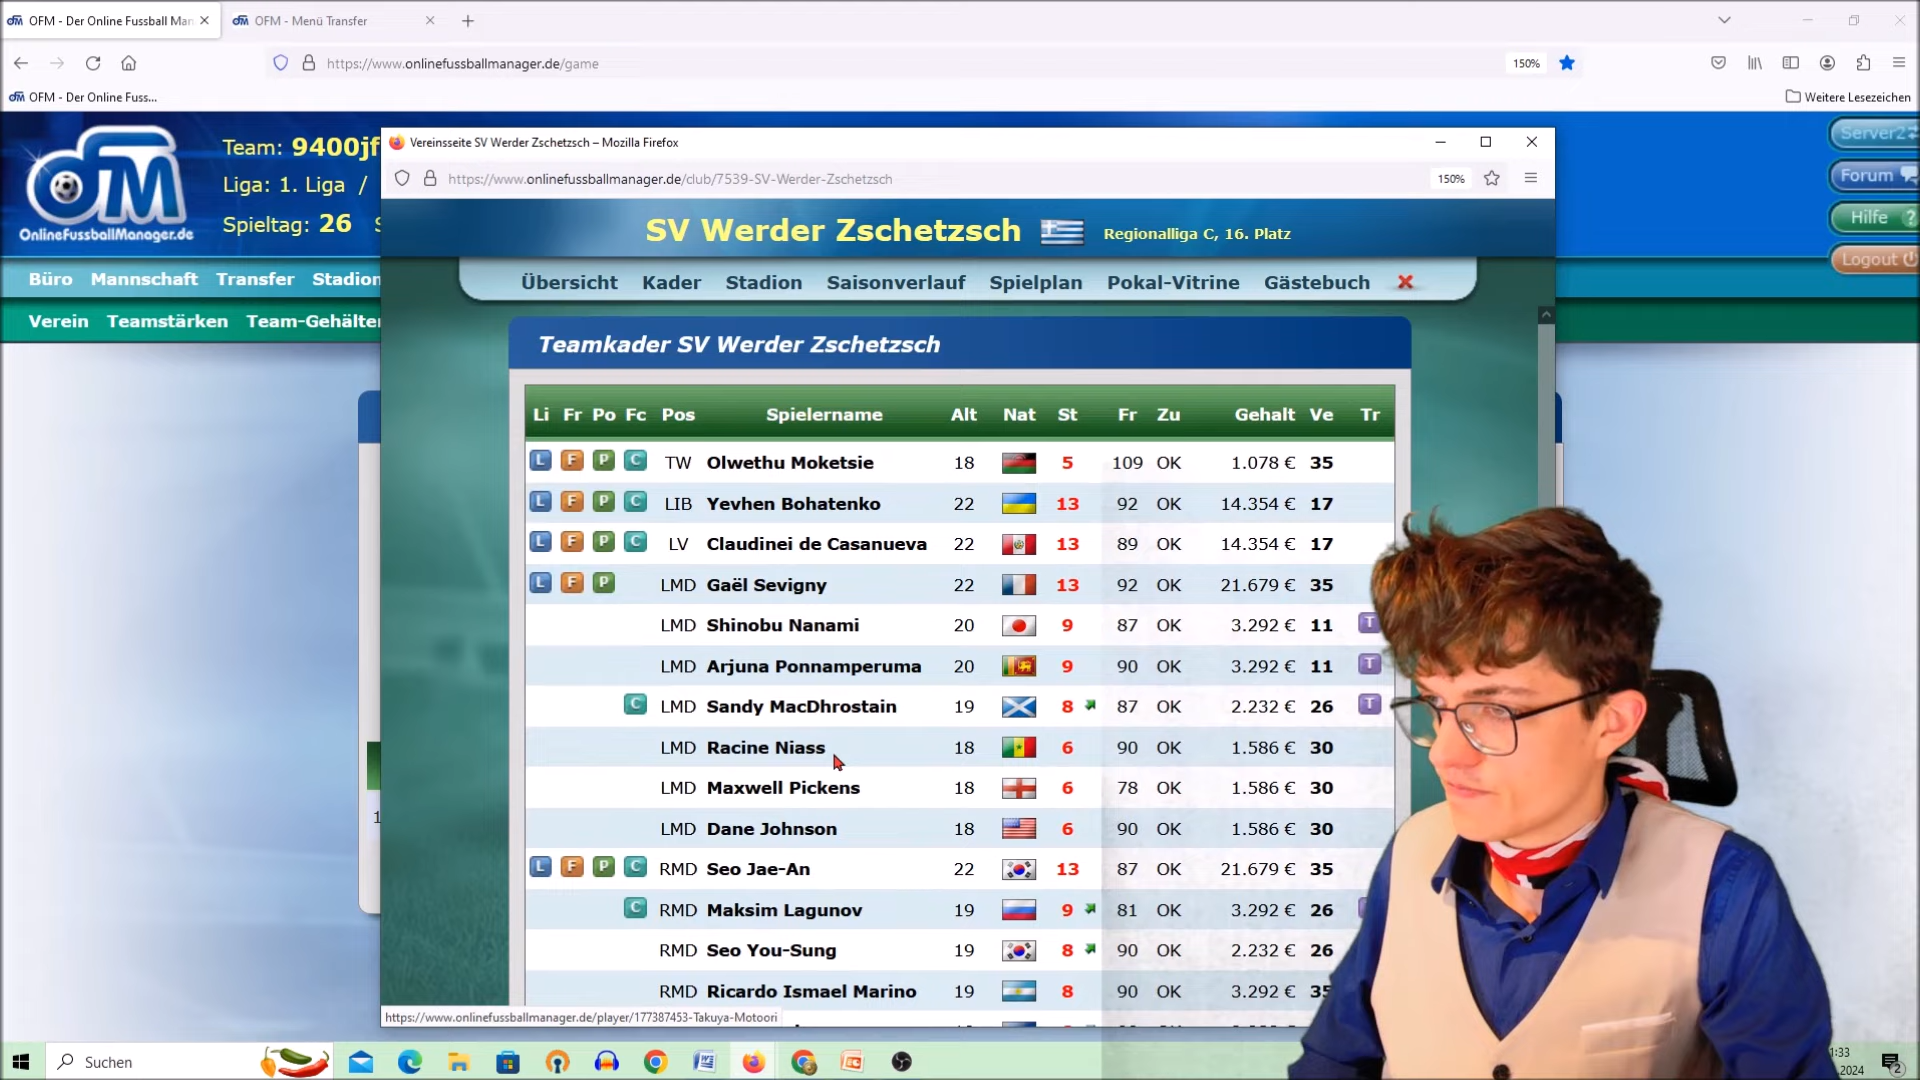 OFM - Der Online Fussball Man
OFM - Menü Transfer
https://www.onlinefussballmanager.de/game
150%
OFM - Der Online Fuss...
Weitere Lesezeichen
OFM
OnlineFussballManager.de
Team: 9400jf
Liga: 1. Liga /
Spieltag: 26
Server2
Forum
Hilfe ?
Logout
Büro Mannschaft Transfer Stadion
Verein Teamstärken Team-Gehälter
Vereinsseite SV Werder Zschetzsch – Mozilla Firefox
https://www.onlinefussballmanager.de/club/7539-SV-Werder-Zschetzsch
150%
SV Werder Zschetzsch Regionalliga C, 16. Platz
Übersicht Kader Stadion Saisonverlauf Spielplan Pokal-Vitrine Gästebuch
Teamkader SV Werder Zschetzsch
Li Fr Po Fc Pos Spielername Alt Nat St Fr Zu Gehalt Ve Tr
L F P C TW Olwethu Moketsie 18 5 109 OK 1.078 € 35
L F P C LIB Yevhen Bohatenko 22 13 92 OK 14.354 € 17
L F P C LV Claudinei de Casanueva 22 13 89 OK 14.354 € 17
L F P LMD Gaël Sevigny 22 13 92 OK 21.679 € 35
LMD Shinobu Nanami 20 9 87 OK 3.292 € 11 T
LMD Arjuna Ponnamperuma 20 9 90 OK 3.292 € 11 T
C LMD Sandy MacDhrostain 19 8 87 OK 2.232 € 26 T
LMD Racine Niass 18 6 90 OK 1.586 € 30
LMD Maxwell Pickens 18 6 78 OK 1.586 € 30
LMD Dane Johnson 18 6 90 OK 1.586 € 30
L F P C RMD Seo Jae-An 22 13 87 OK 21.679 € 35
C RMD Maksim Lagunov 19 9 81 OK 3.292 € 26
RMD Seo You-Sung 19 8 90 OK 2.232 € 26
RMD Ricardo Ismael Marino 19 8 90 OK 3.292 € 35
https://www.onlinefussballmanager.de/player/177387453-Takuya-Motoori
Suchen
:33
.2024
2